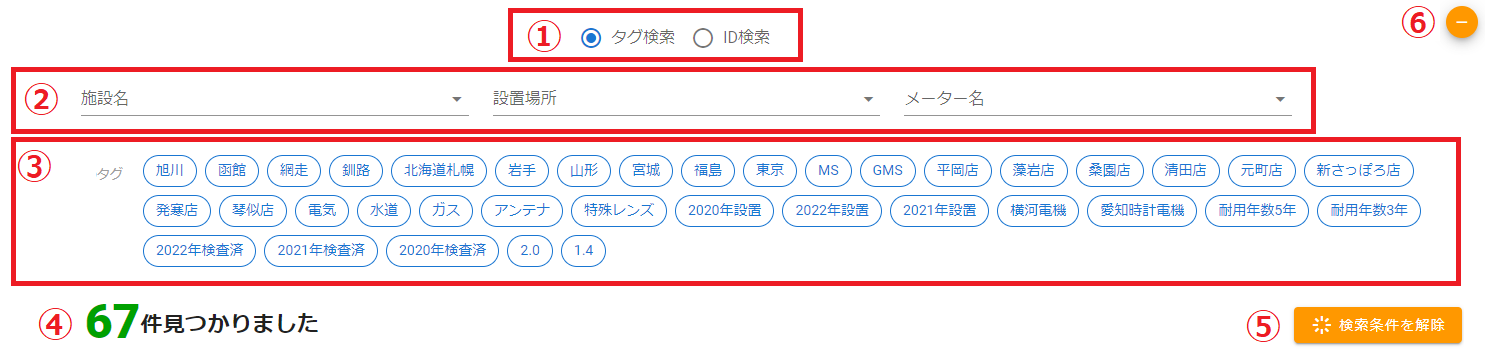 ① タグ検索 ID検索 ⑥
② 施設名 設置場所 メーター名
③ タグ 旭川 函館 網走 釧路 北海道札幌 岩手 山形 宮城 福島 東京 MS GMS 平岡店 藻岩店 桑園店 清田店 元町店 新さっぽろ店
発寒店 琴似店 電気 水道 ガス アンテナ 特殊レンズ 2020年設置 2022年設置 2021年設置 横河電機 愛知時計電機 耐用年数5年 耐用年数3年
2022年検査済 2021年検査済 2020年検査済 2.0 1.4
④ 67件見つかりました ⑤ 検索条件を解除